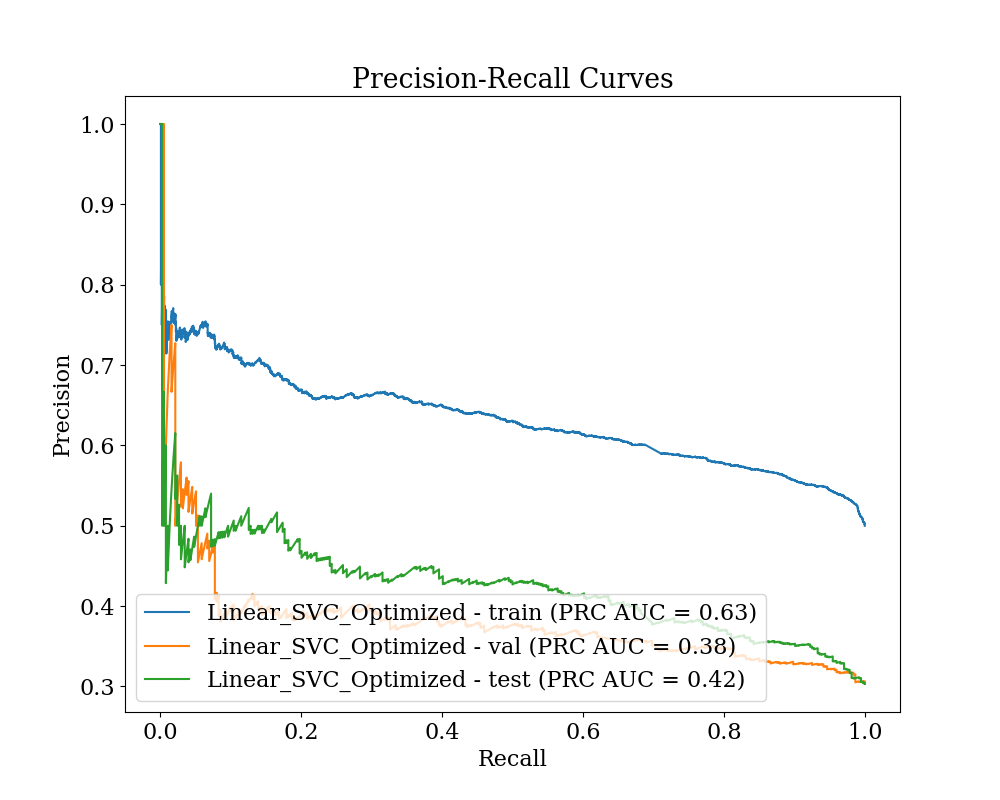 Precision-Recall Curves
1.0
0.9
0.8
0.7
0.6
0.5
0.4
0.3
Precision
Linear_SVC_Optimized - train (PRC AUC = 0.63)
Linear_SVC_Optimized - val (PRC AUC = 0.38)
Linear_SVC_Optimized - test (PRC AUC = 0.42)
0.0 0.2 0.4 0.6 0.8 1.0
Recall